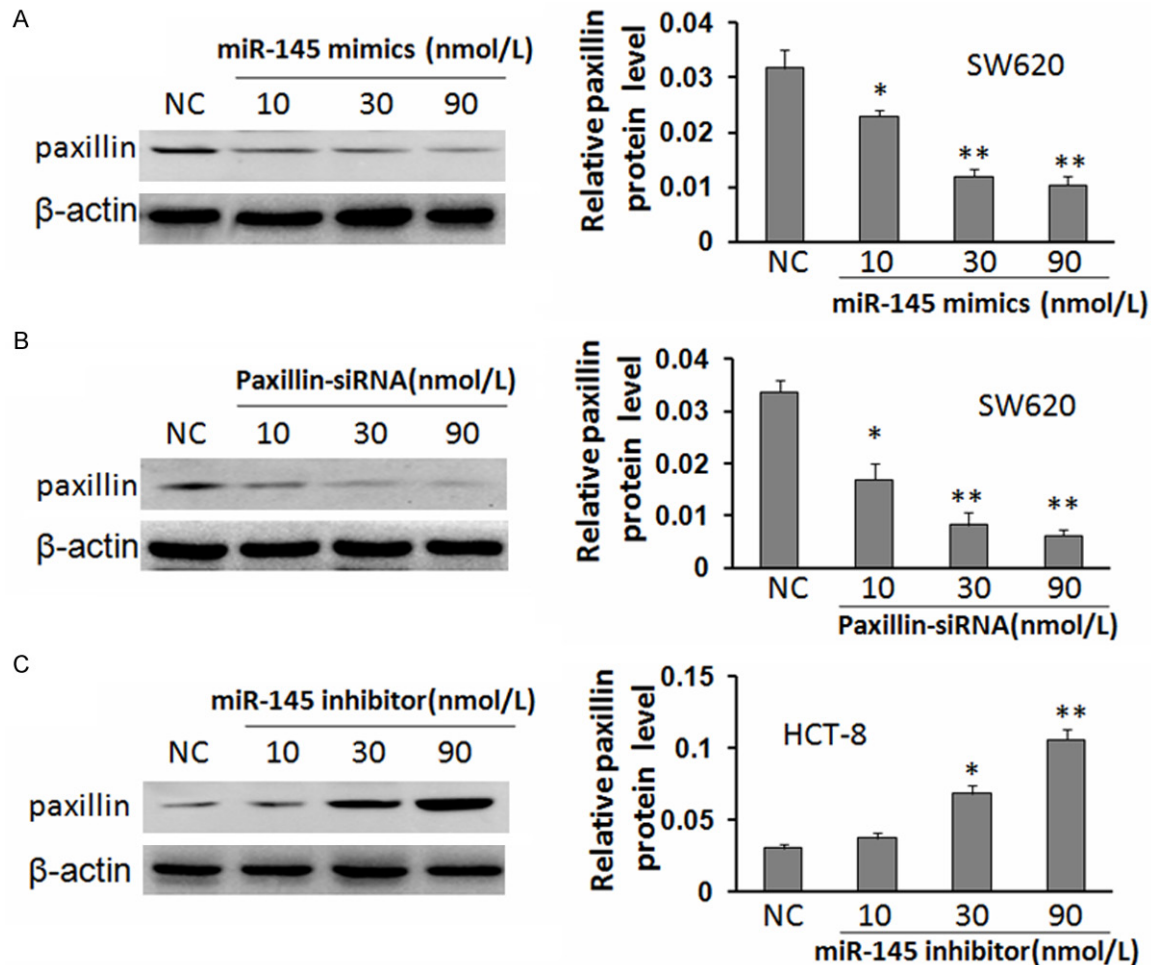 A
miR-145 mimics (nmol/L)
NC 10 30 90
paxillin
β-actin
Relative paxillin
protein level
0.04
0.03
0.02
0.01
0
SW620
*
**
**
NC 10 30 90
miR-145 mimics (nmol/L)
B
Paxillin-siRNA(nmol/L)
NC 10 30 90
paxillin
β-actin
Relative paxillin
protein level
0.04
0.03
0.02
0.01
0
SW620
*
**
**
NC 10 30 90
Paxillin-siRNA(nmol/L)
C
miR-145 inhibitor(nmol/L)
NC 10 30 90
paxillin
β-actin
Relative paxillin
protein level
0.15
0.1
0.05
0
HCT-8
*
**
NC 10 30 90
miR-145 inhibitor(nmol/L)